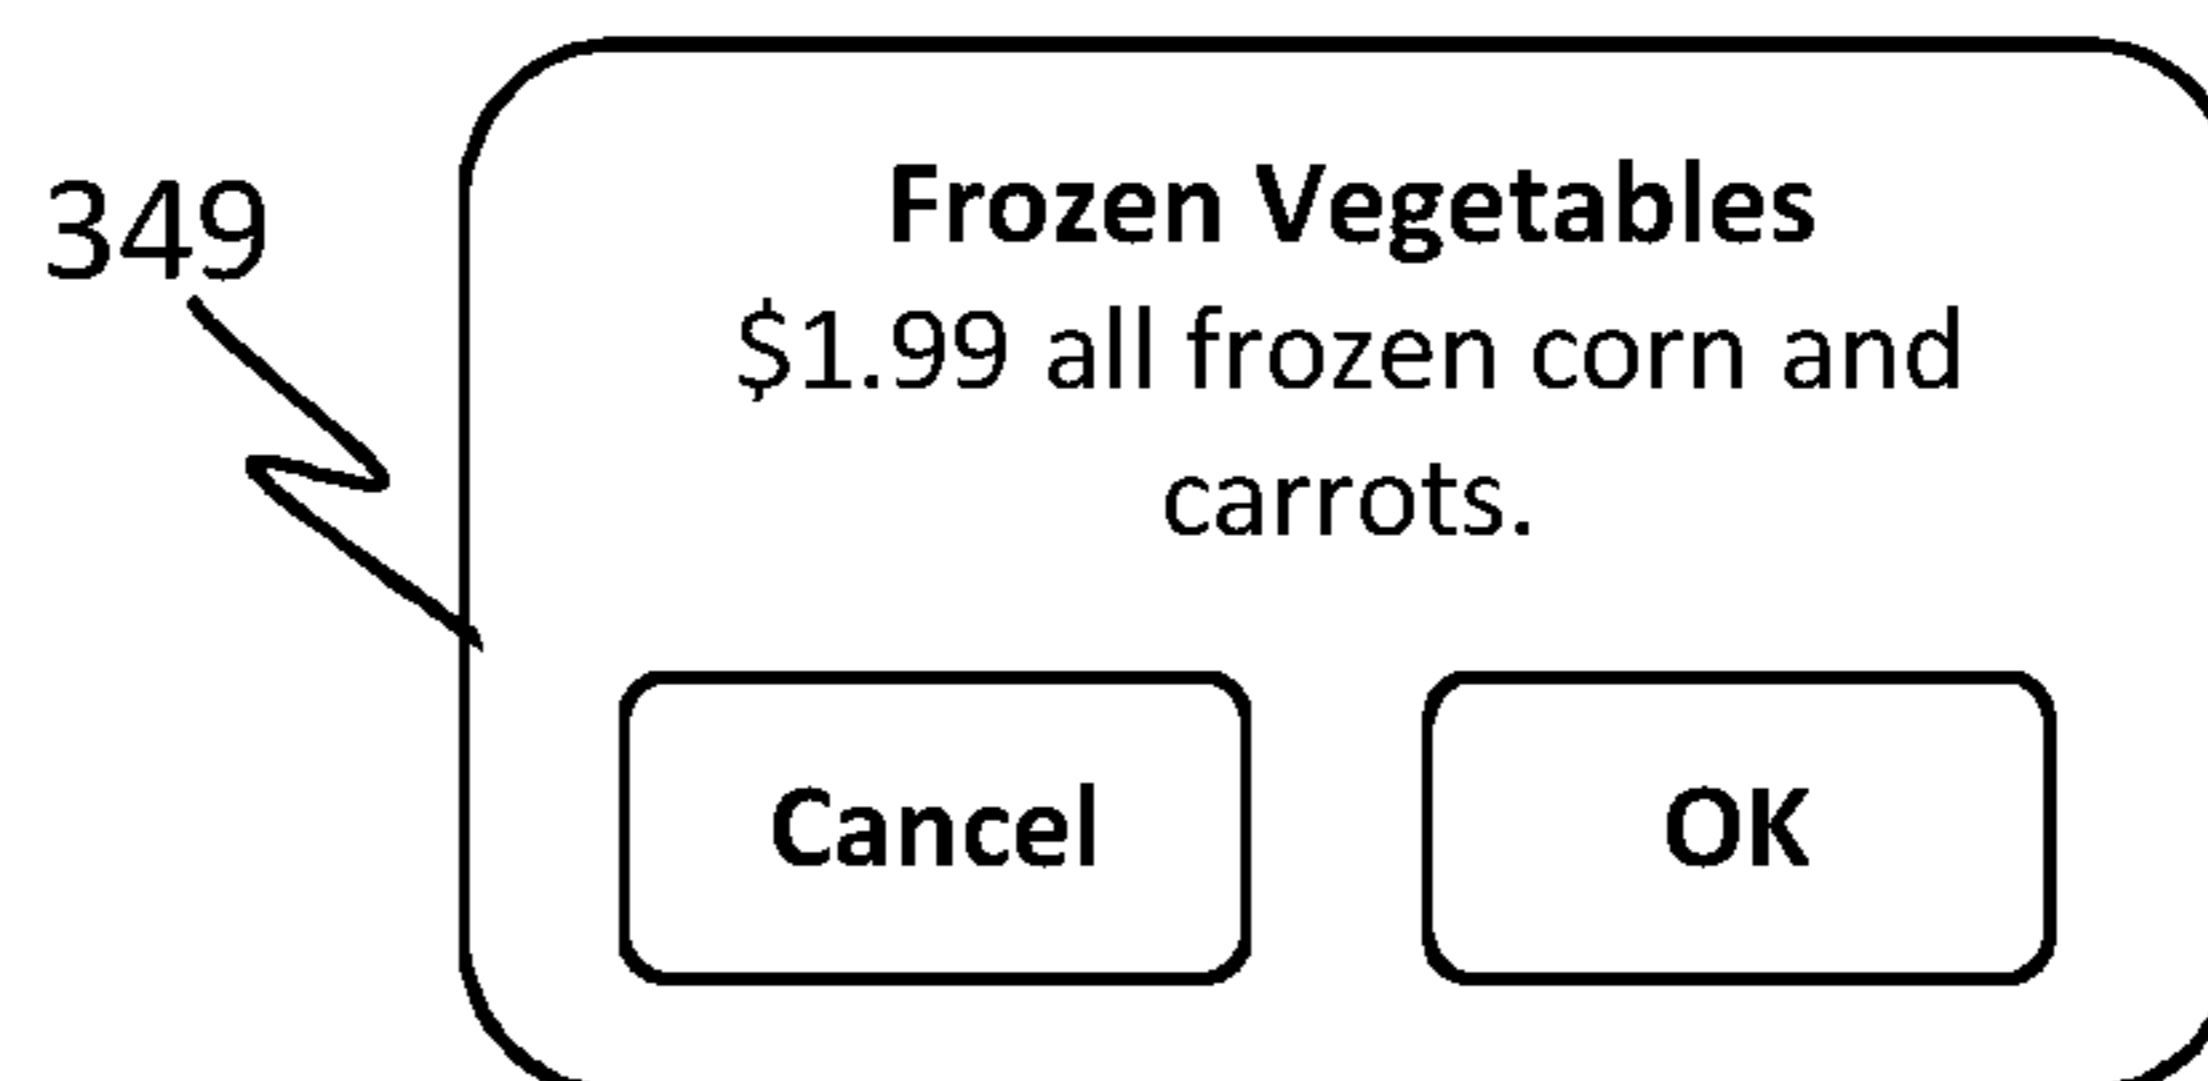 349
Frozen Vegetables
$1.99 all frozen corn and
carrots.
Cancel
OK